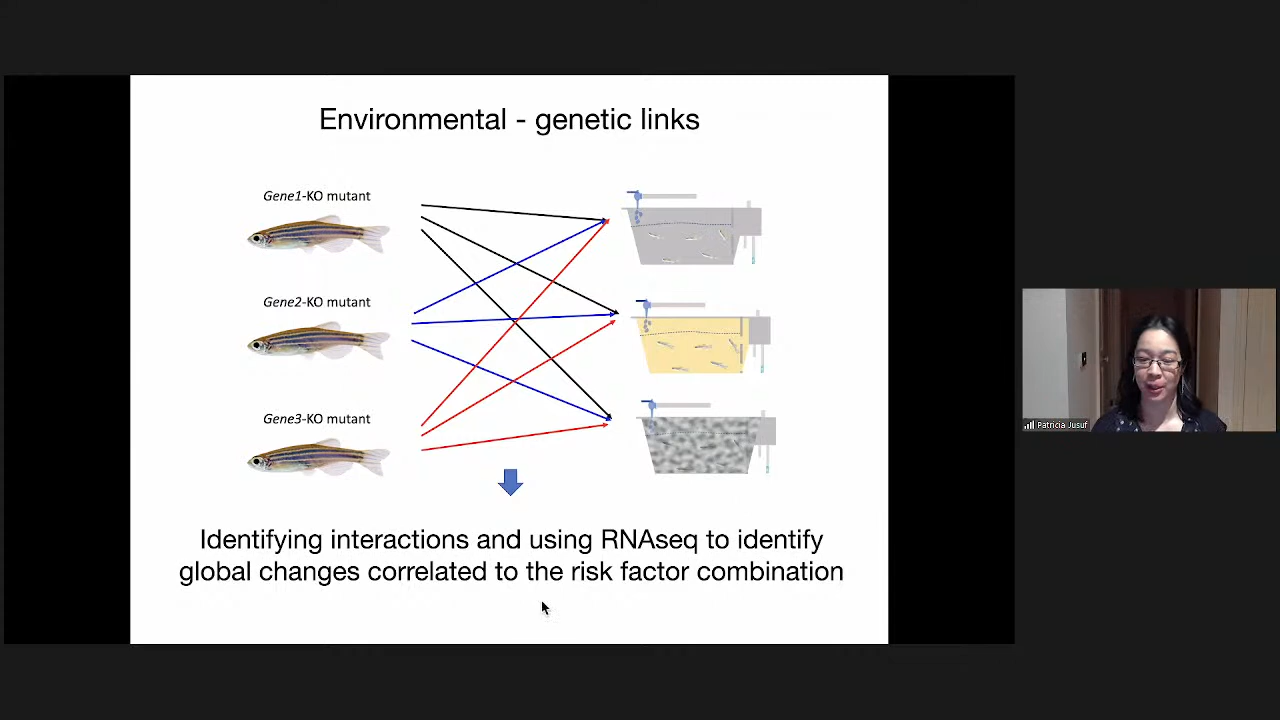 Environmental - genetic links
Gene1-KO mutant
Gene2-KO mutant
Gene3-KO mutant
Identifying interactions and using RNAseq to identify
global changes correlated to the risk factor combination
Patricia Jusuf